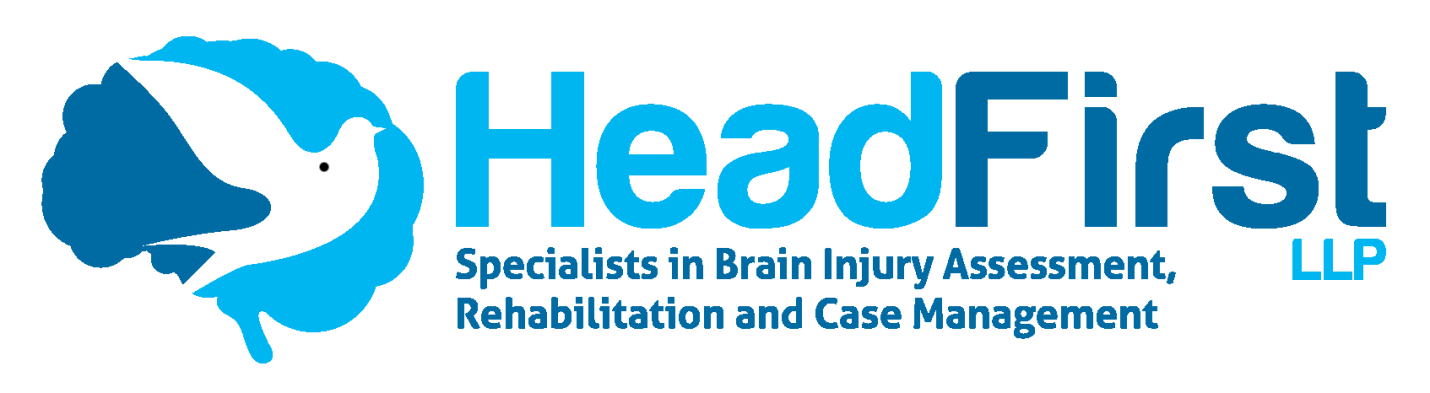 HeadFirst
LLP
Specialists in Brain Injury Assessment,
Rehabilitation and Case Management